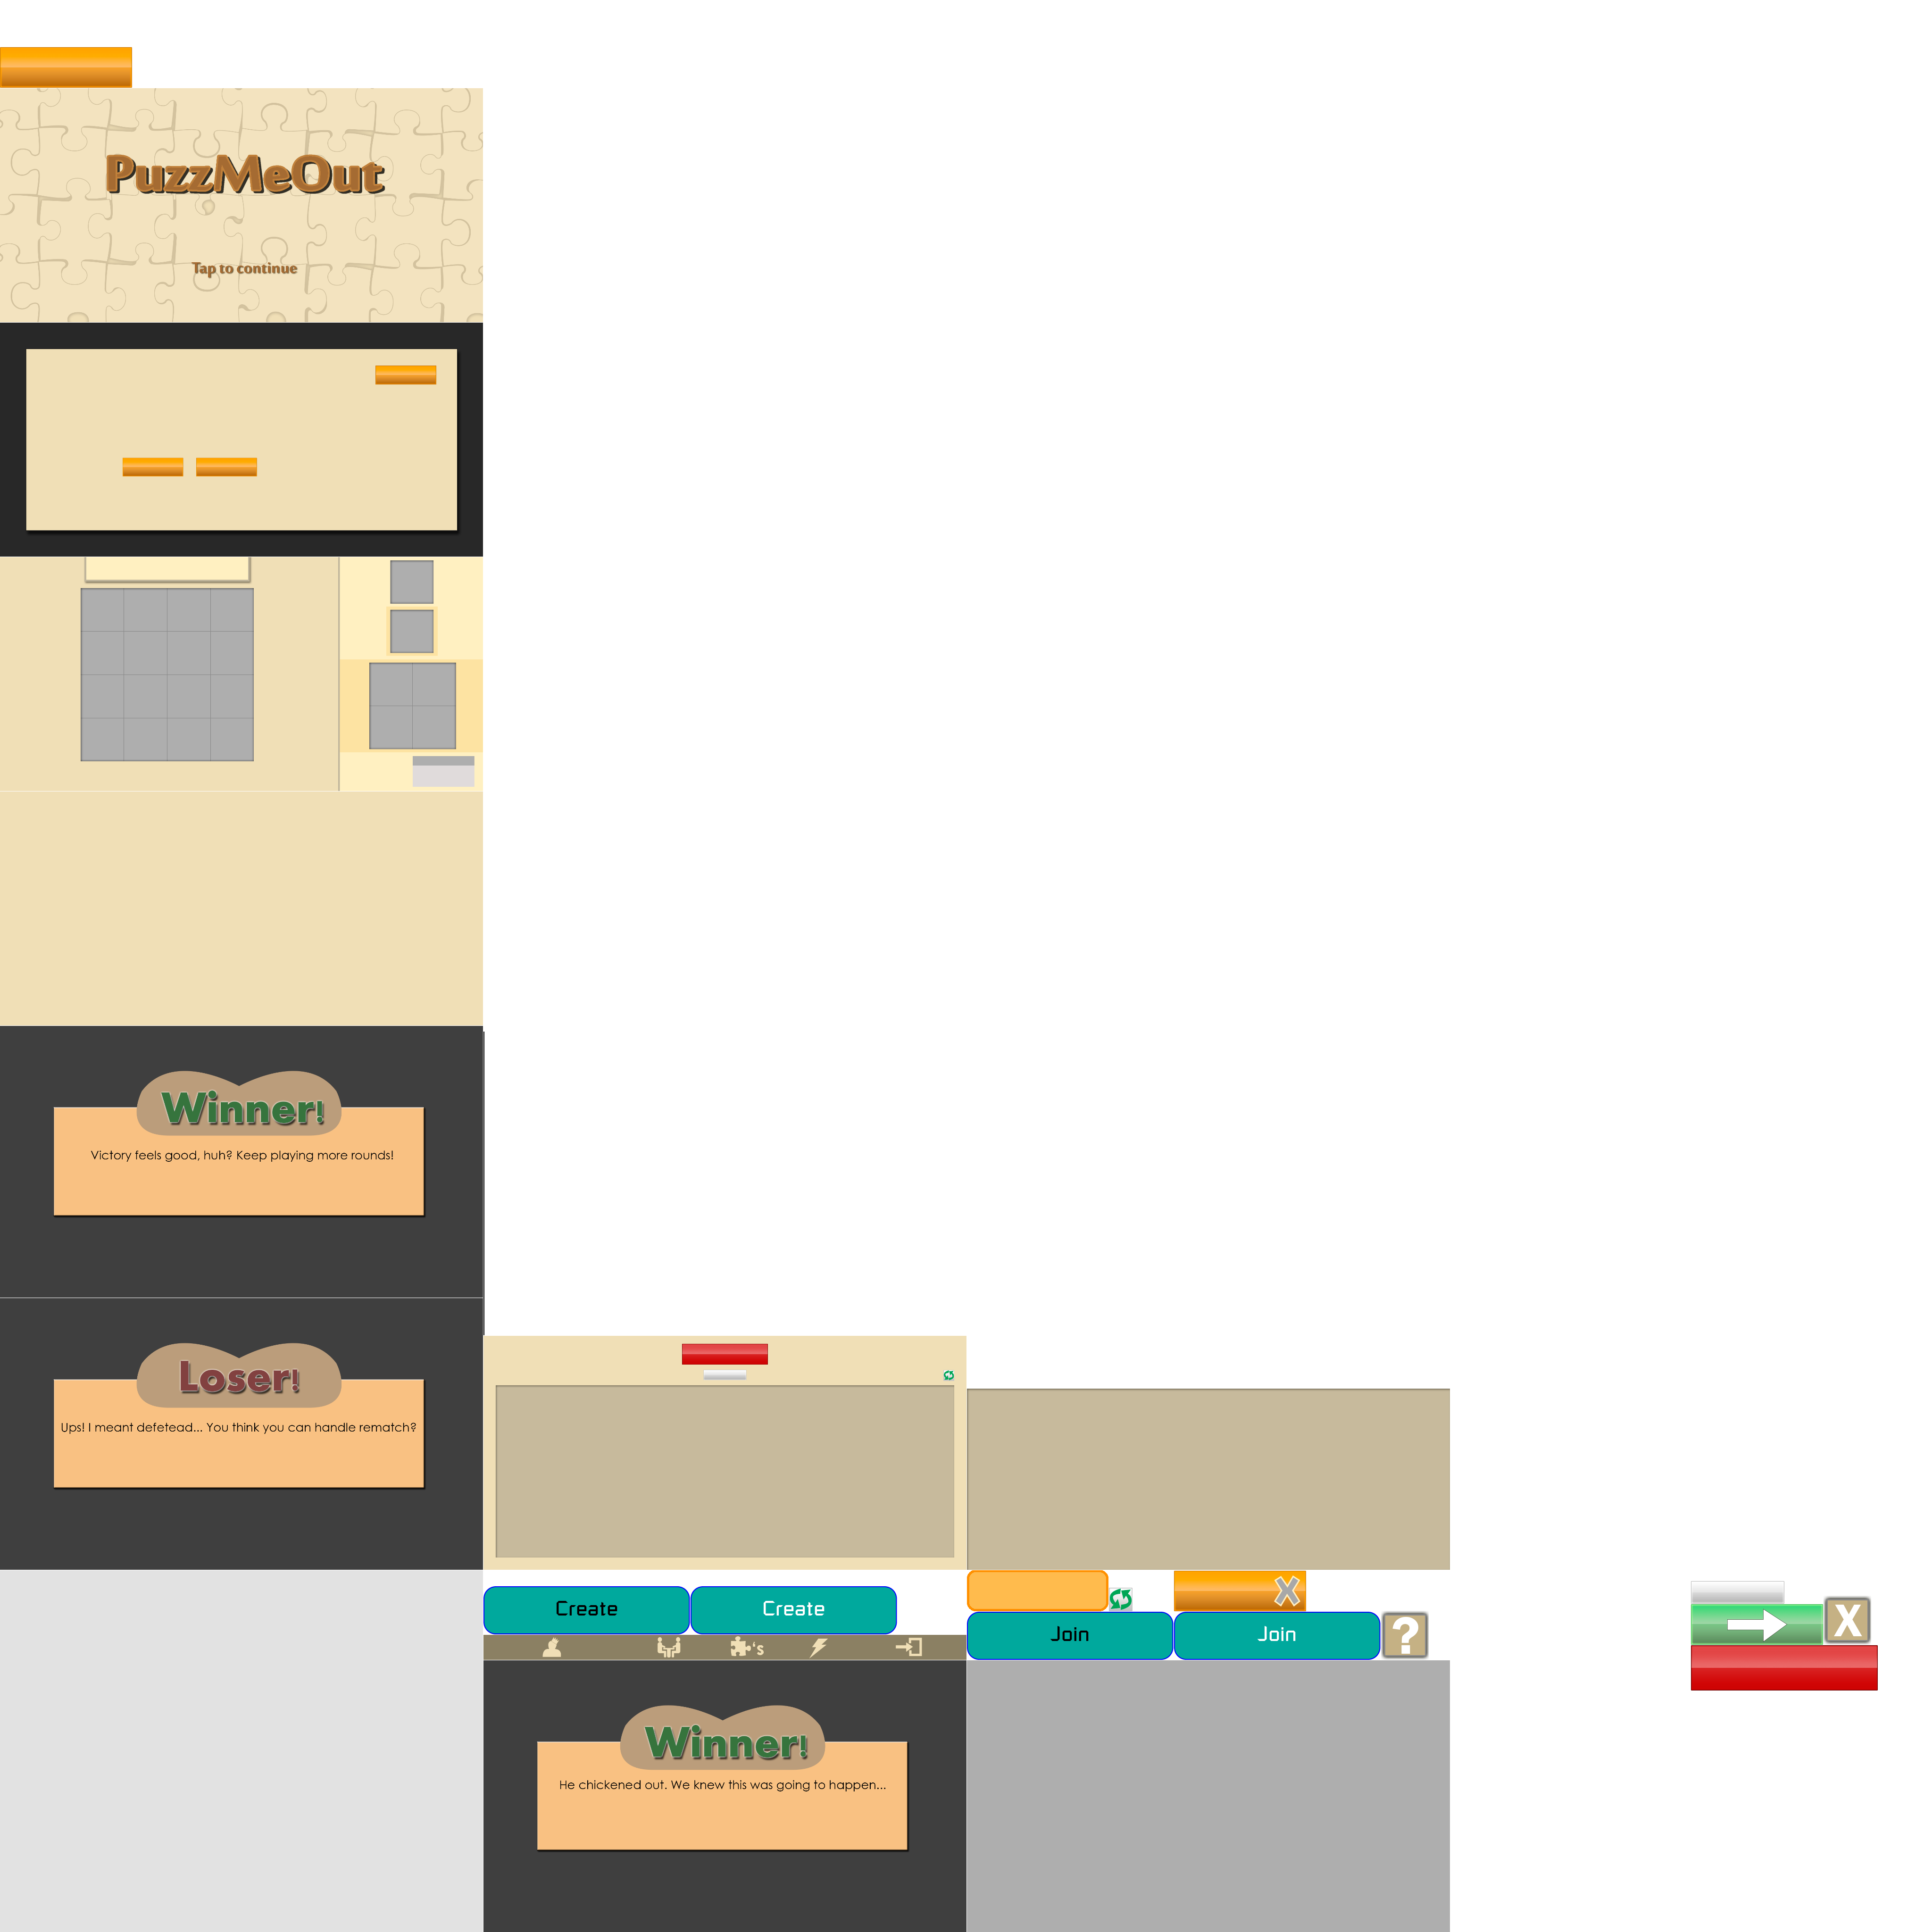 PuzzMeOut
Tap to continue
Winner!
Victory feels good, huh? Keep playing more rounds!
Loser!
Ups! I meant defetead... You think you can handle rematch?
Create
Create
's
X
Join
Join
?
X
Winner!
He chickened out. We knew this was going to happen...